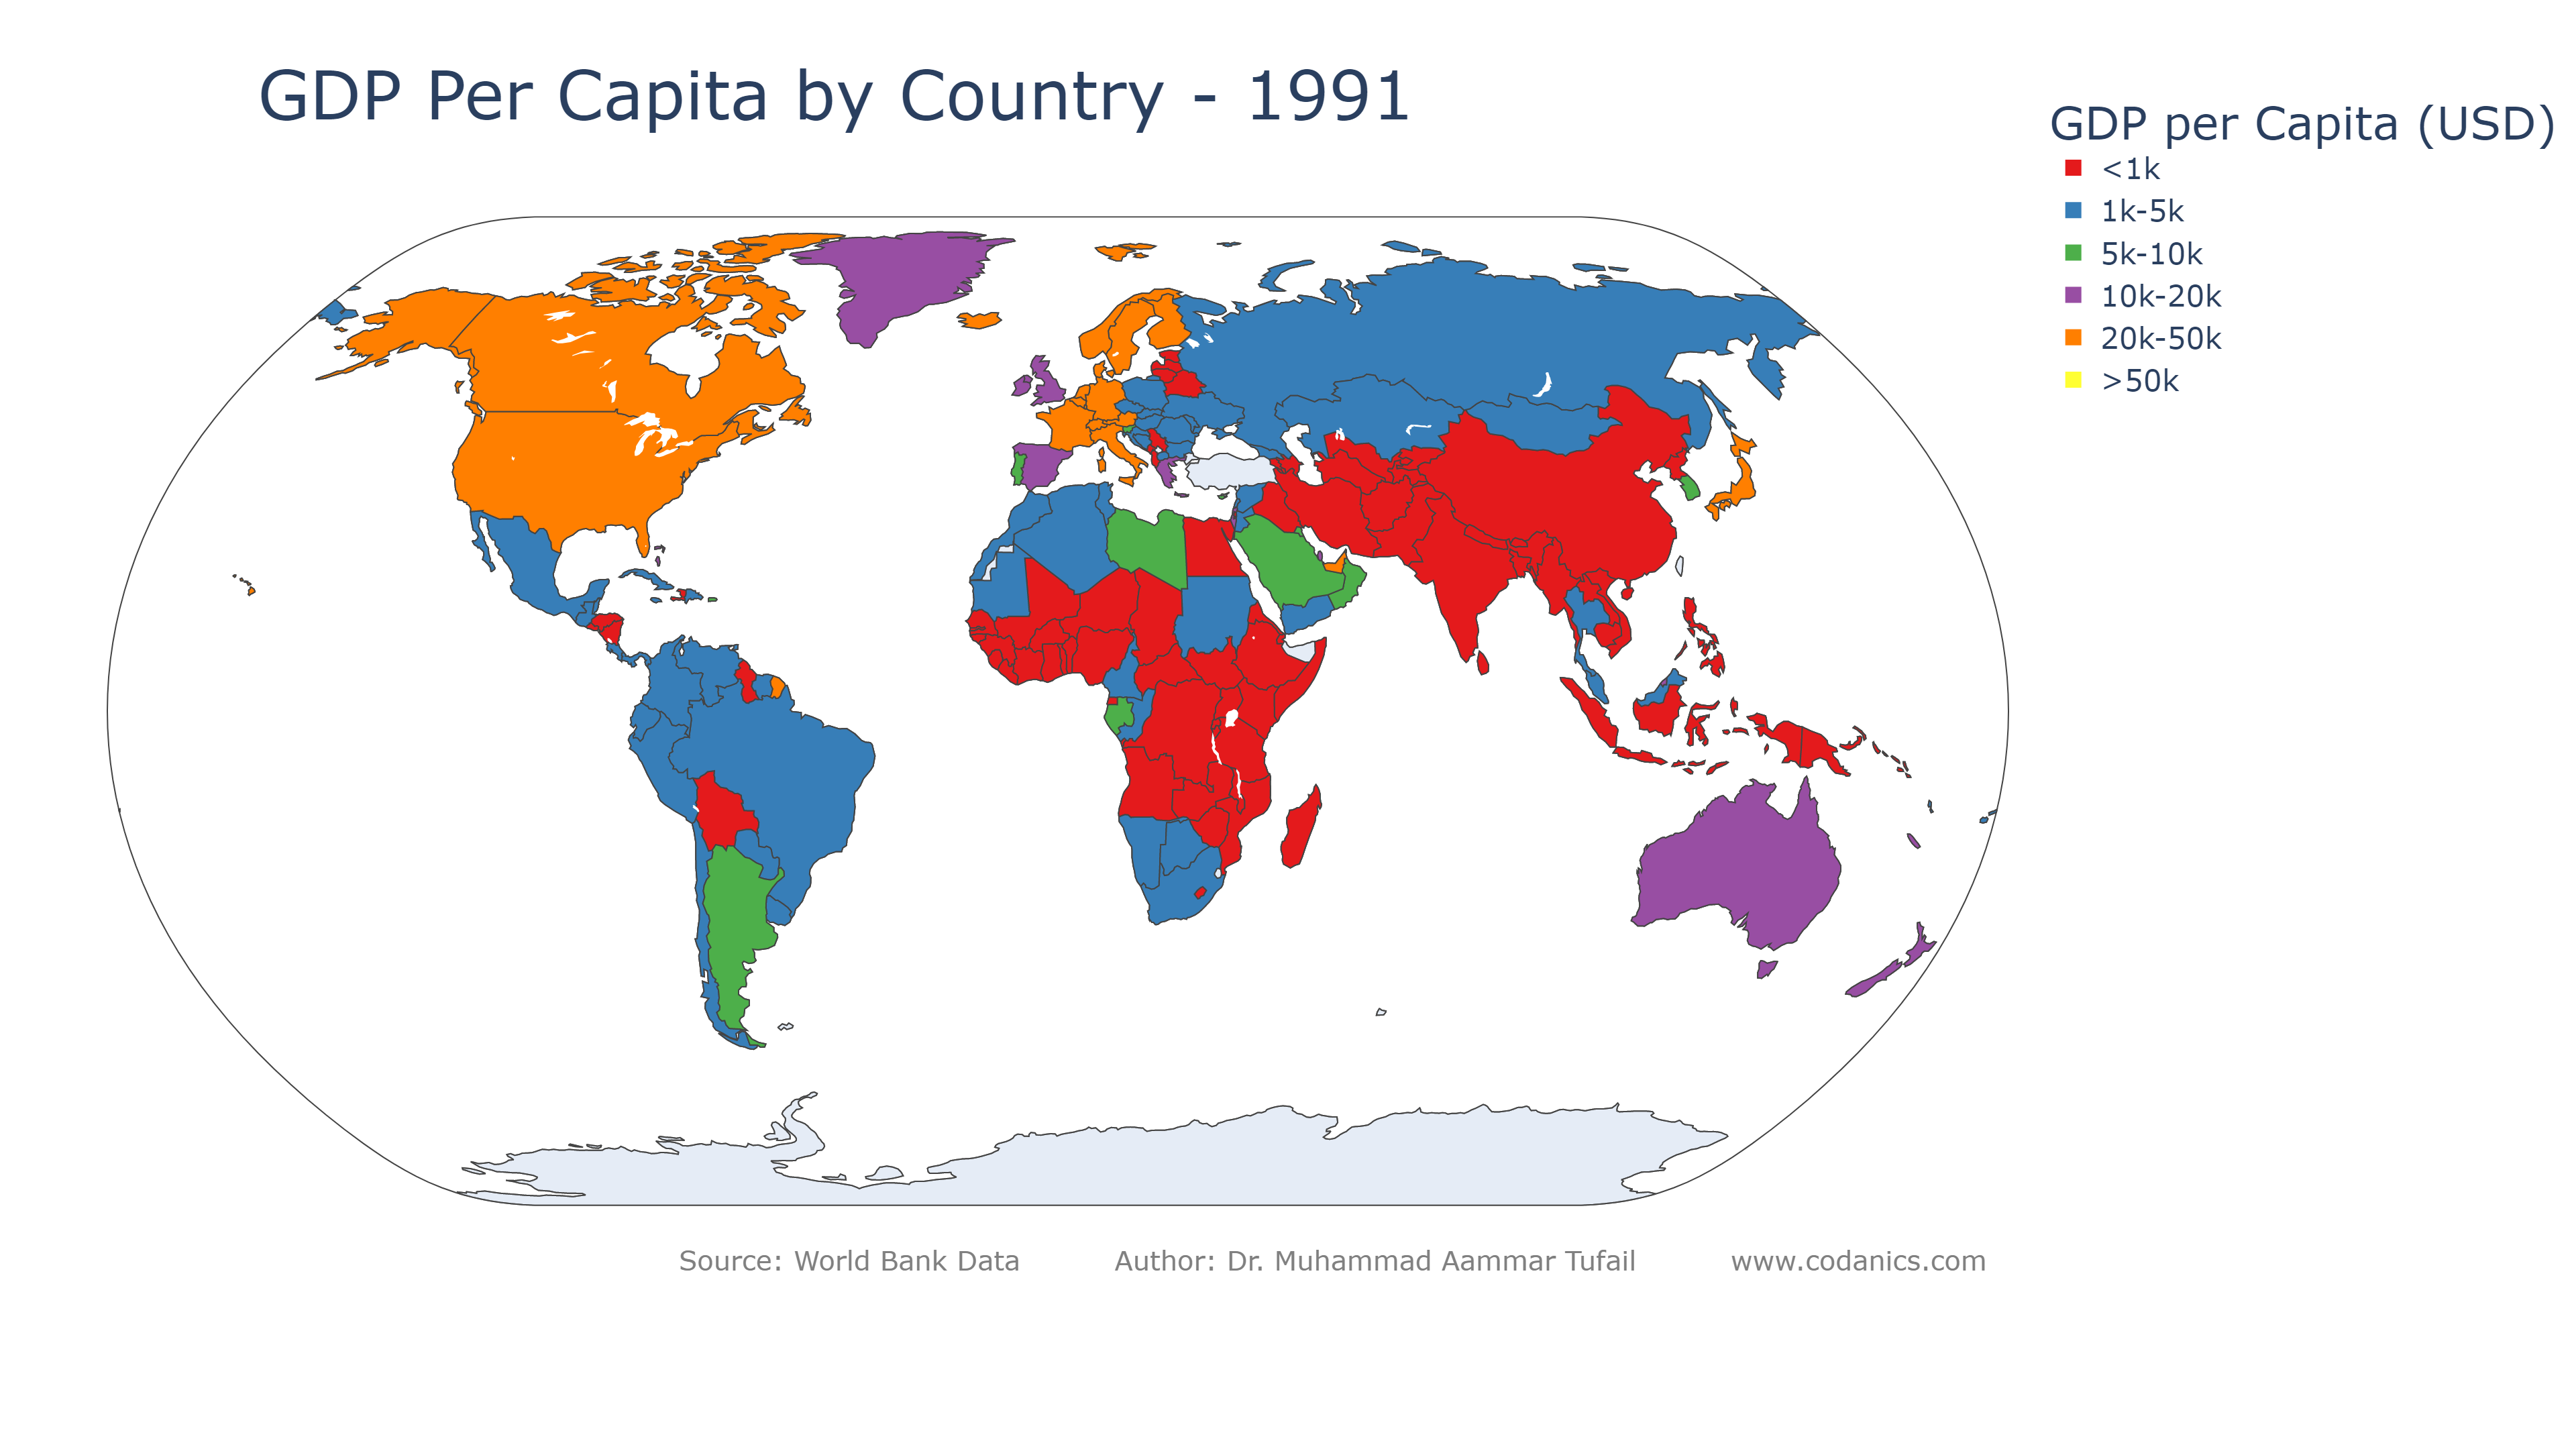 GDP Per Capita by Country - 1991
GDP per Capita (USD)
<1k
1k-5k
5k-10k
10k-20k
20k-50k
>50k
Source: World Bank Data Author: Dr. Muhammad Aammar Tufail www.codanics.com